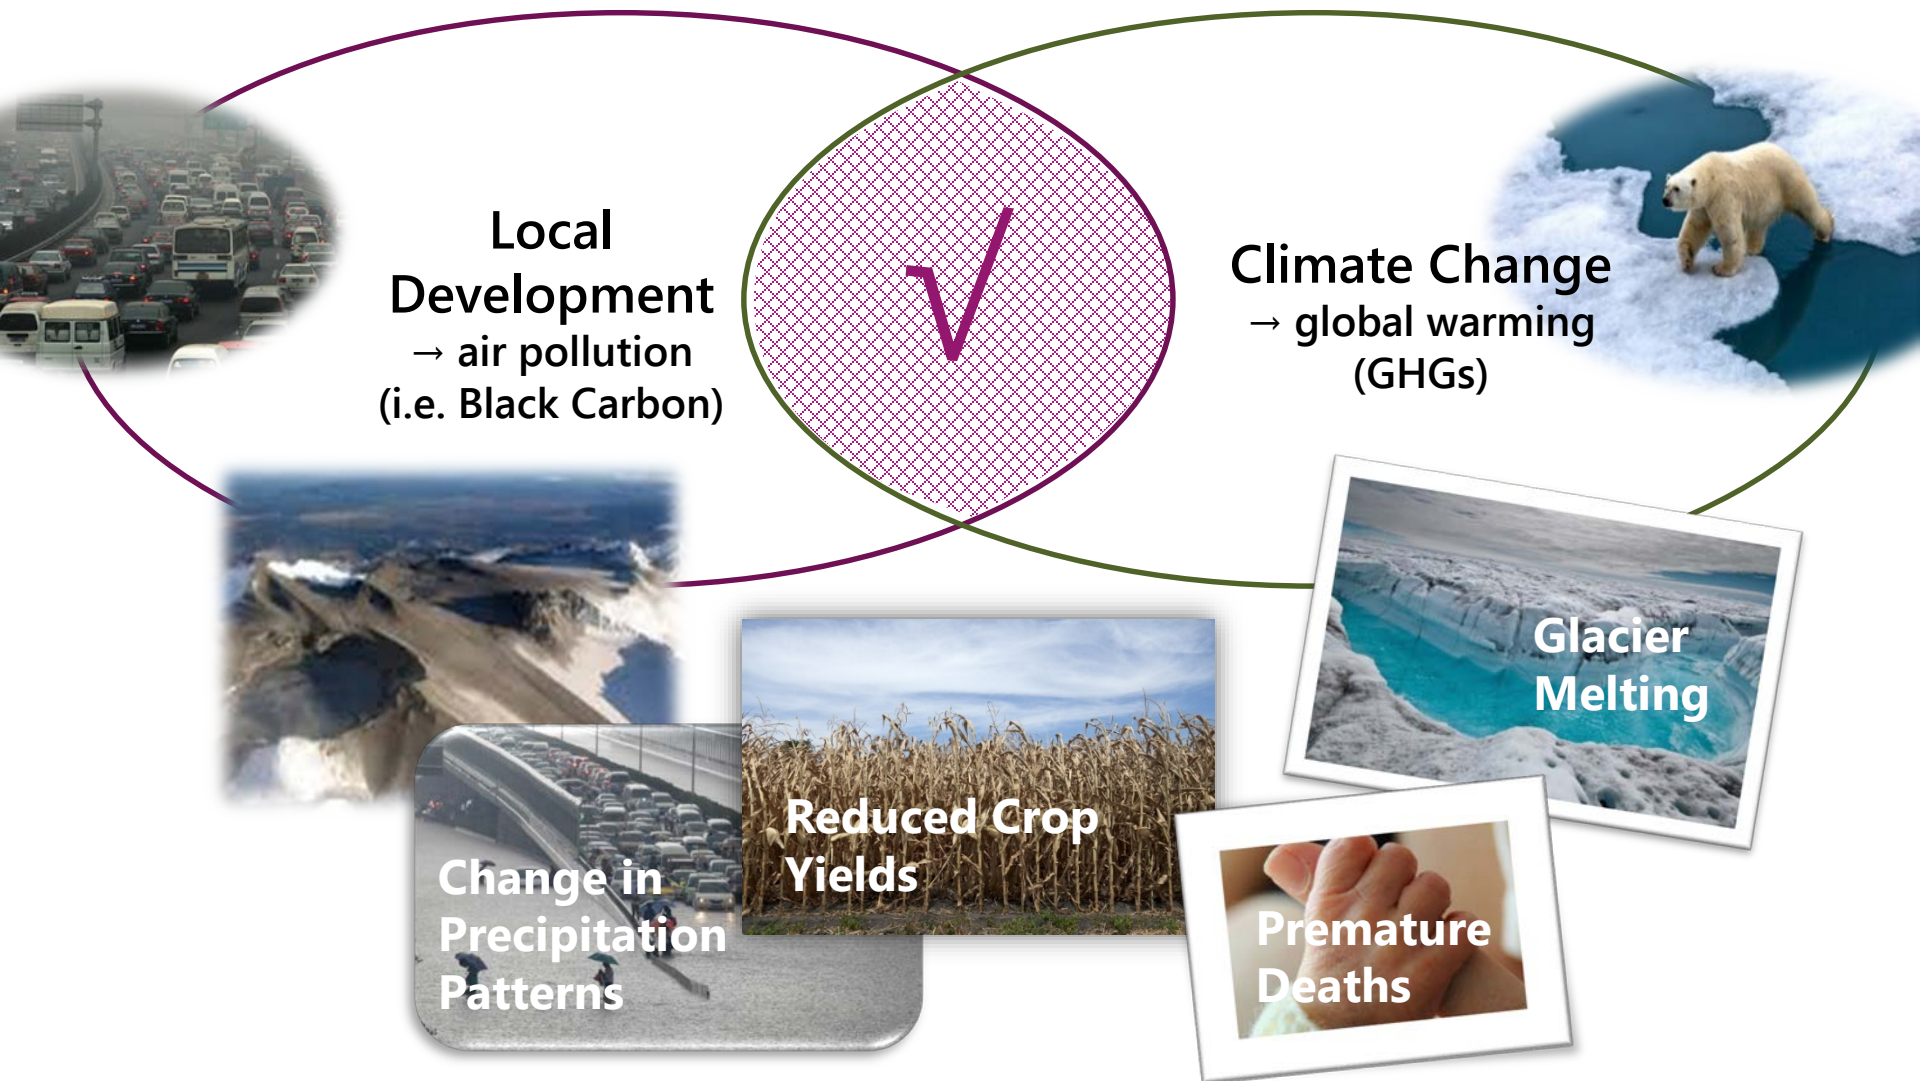 Local
Development
→ air pollution
(i.e. Black Carbon)
√
Climate Change
→ global warming
(GHGs)
Glacier
Melting
Reduced Crop
Yields
Change in
Precipitation
Patterns
Premature
Deaths